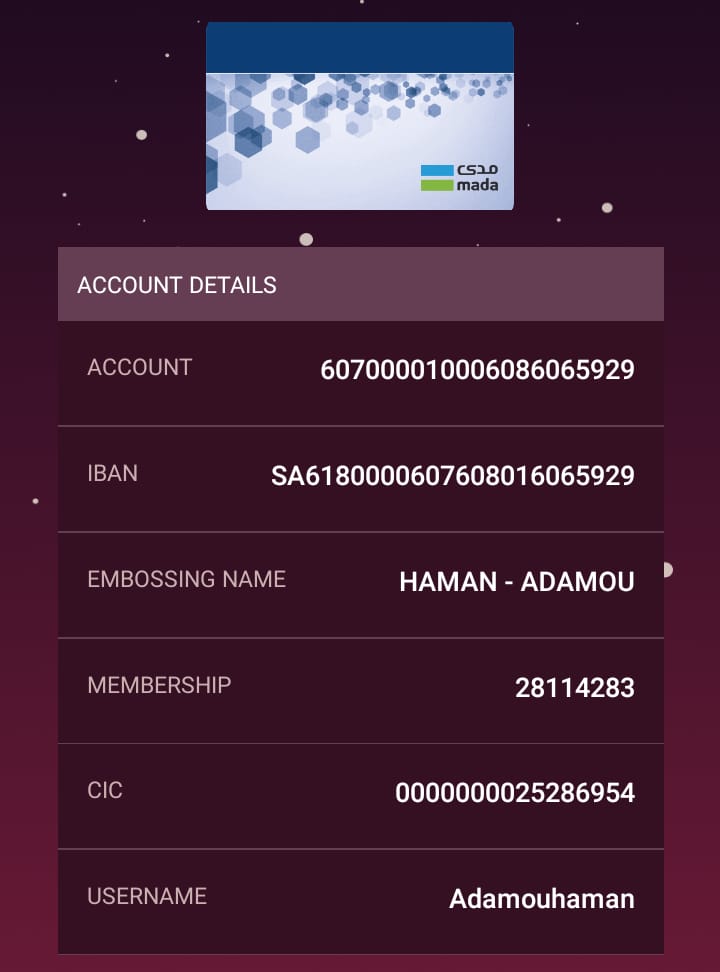 مدى
mada
ACCOUNT DETAILS
ACCOUNT 607000010006086065929
IBAN SA6180000607608016065929
EMBOSSING NAME HAMAN - ADAMOU
MEMBERSHIP 28114283
CIC 0000000025286954
USERNAME Adamouhaman